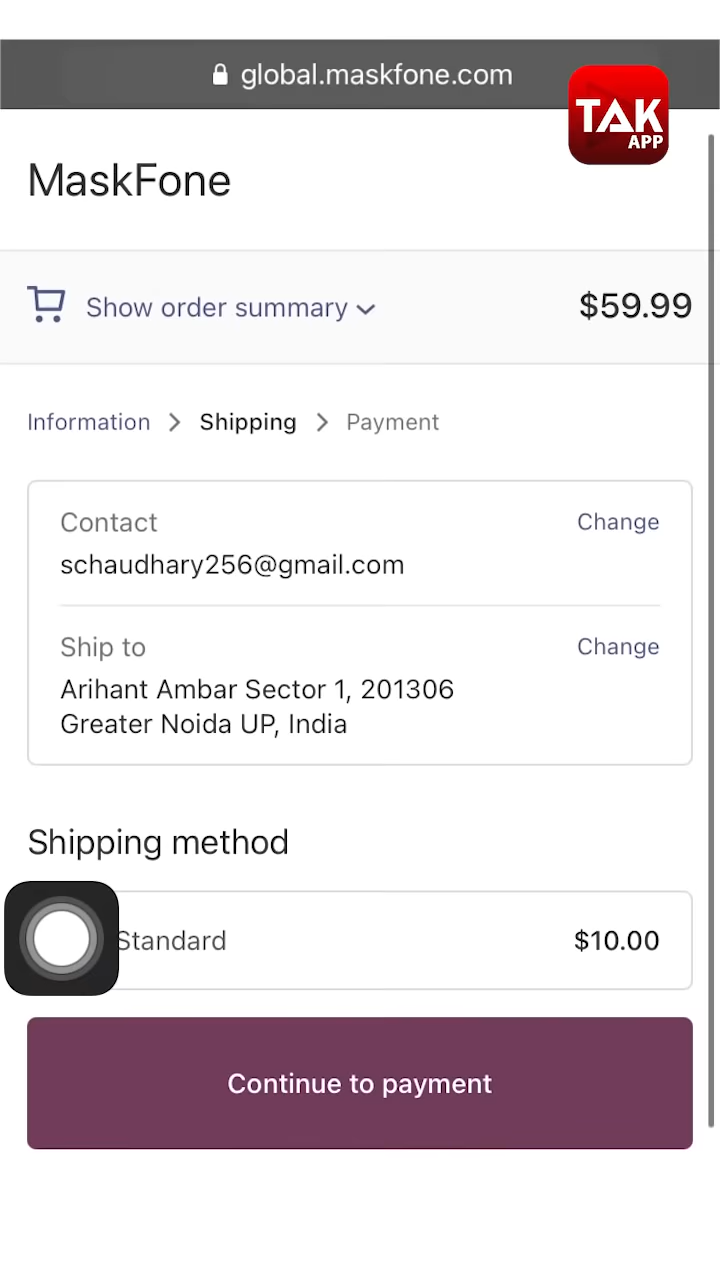 global.maskfone.com
TAK
APP
MaskFone
Show order summary
$59.99
Information > Shipping > Payment
Contact
Change
schaudhary256@gmail.com
Ship to
Change
Arihant Ambar Sector 1, 201306
Greater Noida UP, India
Shipping method
Standard
$10.00
Continue to payment